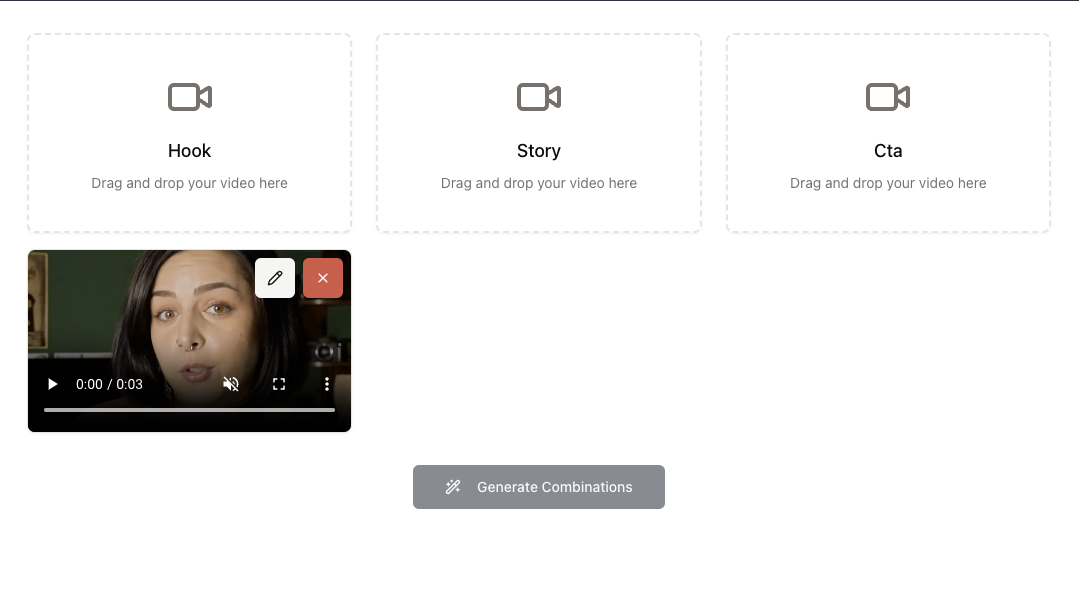 Hook
Drag and drop your video here
Story
Drag and drop your video here
Cta
Drag and drop your video here
0:00 / 0:03
Generate Combinations